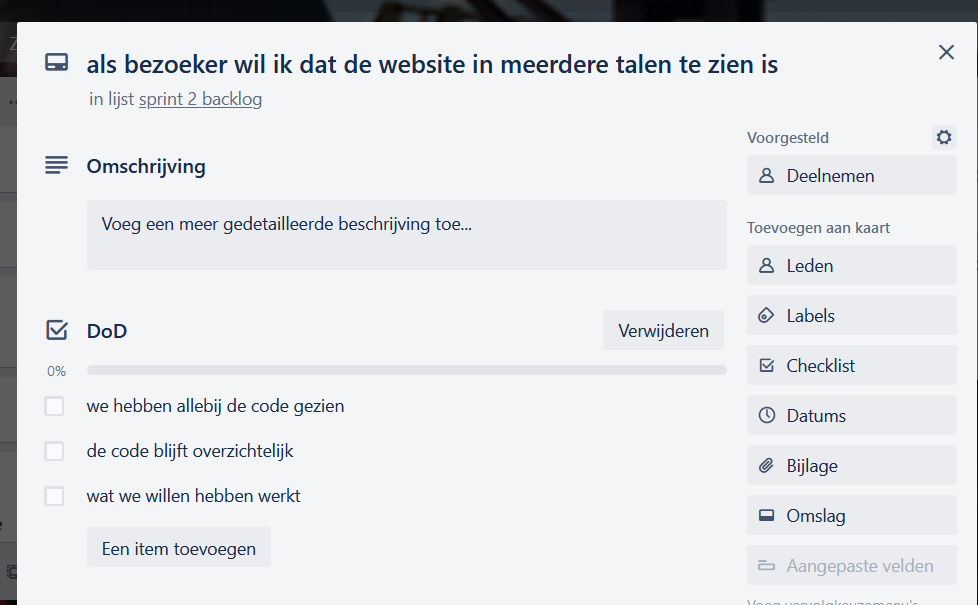 als bezoeker wil ik dat de website in meerdere talen te zien is
in lijst sprint 2 backlog
Voorgesteld
Omschrijving
Deelnemen
Voeg een meer gedetailleerde beschrijving toe...
Toevoegen aan kaart
Leden
Labels
DoD
Verwijderen
0%
Checklist
we hebben allebij de code gezien
Datums
de code blijft overzichtelijk
Bijlage
wat we willen hebben werkt
Omslag
Een item toevoegen
Aangepaste velden
Voeg vervolgkeuzemenu's